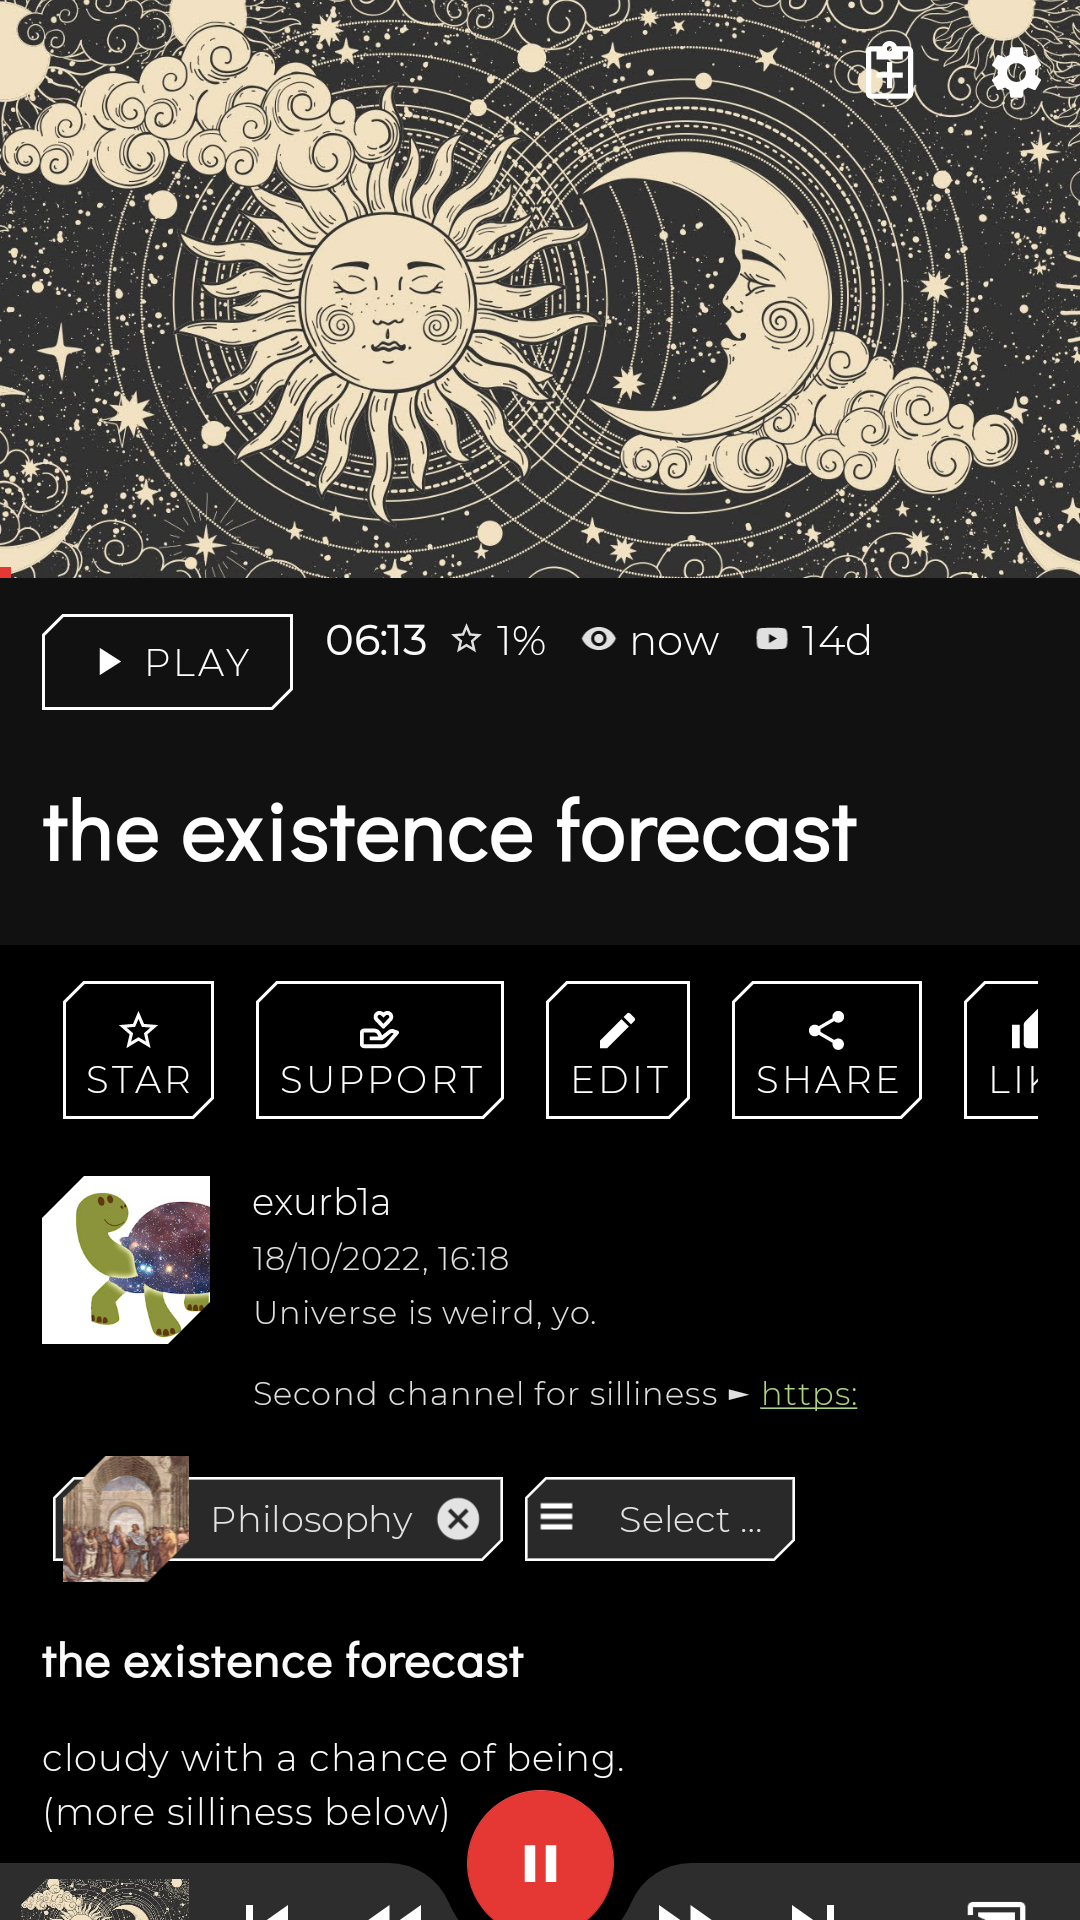 PLAY
06:13 1% now 14d
the existence forecast
STAR SUPPORT EDIT SHARE
exurb1a
18/10/2022, 16:18
Universe is weird, yo.
Second channel for silliness ► https:
Philosophy Select ...
the existence forecast
cloudy with a chance of being.
(more silliness below)